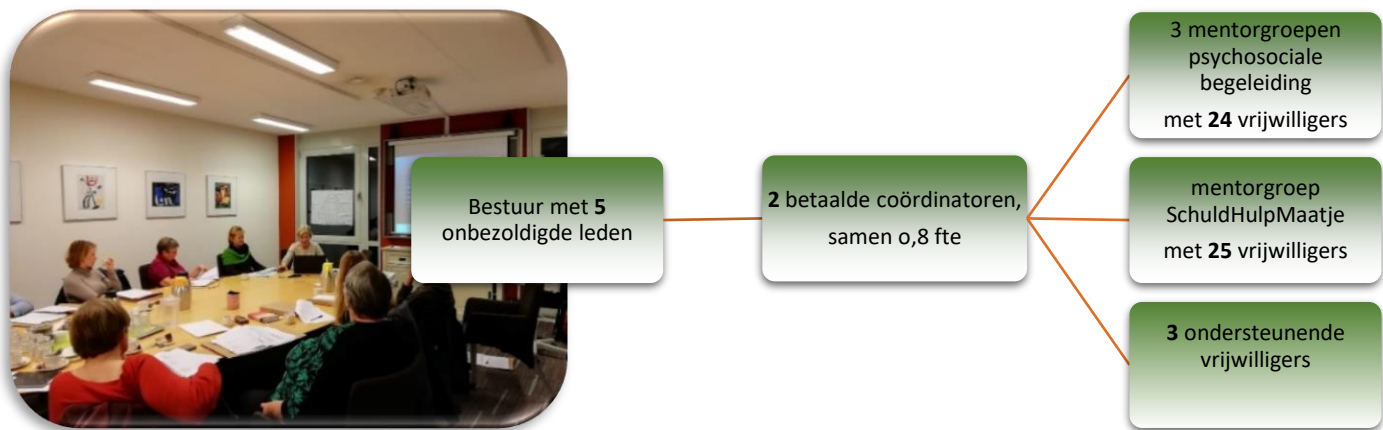 Bestuur met 5
onbezoldigde leden
2 betaalde coördinatoren,
samen o,8 fte
3 mentorgroepen
psychosociale
begeleiding
met 24 vrijwilligers
mentorgroep
SchuldHulpMaatje
met 25 vrijwilligers
3 ondersteunende
vrijwilligers